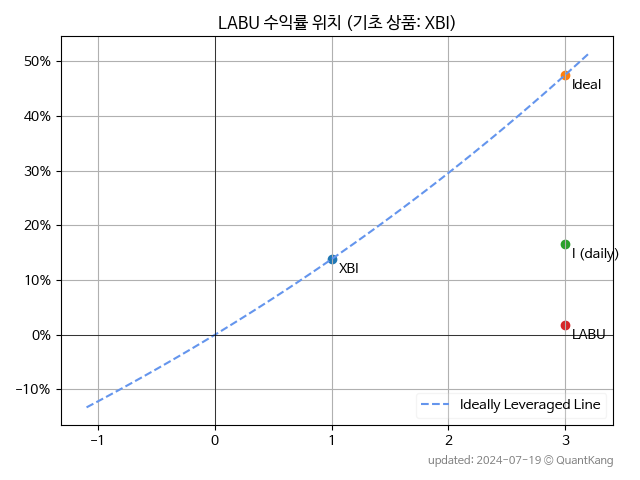 LABU 수익률 위치 (기초 상품: XBI)
50%
40%
30%
20%
10%
0%
−10%
Ideal
I (daily)
XBI
LABU
Ideally Leveraged Line
−1
0
1
2
3
updated: 2024-07-19 © QuantKang